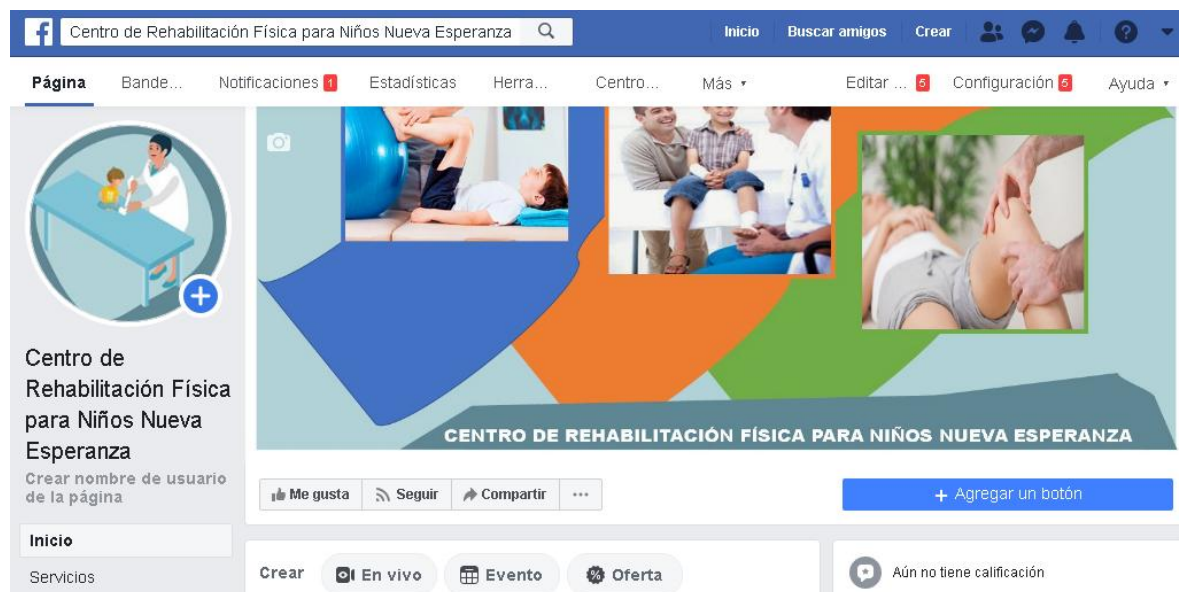 Centro de Rehabilitación Física para Niños Nueva Esperanza
Inicio Buscar amigos Crear
Página Bande... Notificaciones 1 Estadísticas Herra... Centro... Más Editar ... 5 Configuración 5 Ayuda
Centro de
Rehabilitación Física
para Niños Nueva
Esperanza
Crear nombre de usuario
de la página
Inicio
Servicios
CENTRO DE REHABILITACIÓN FÍSICA PARA NIÑOS NUEVA ESPERANZA
Me gusta Seguir Compartir ...
+ Agregar un botón
Crear En vivo Evento Oferta
Aún no tiene calificación